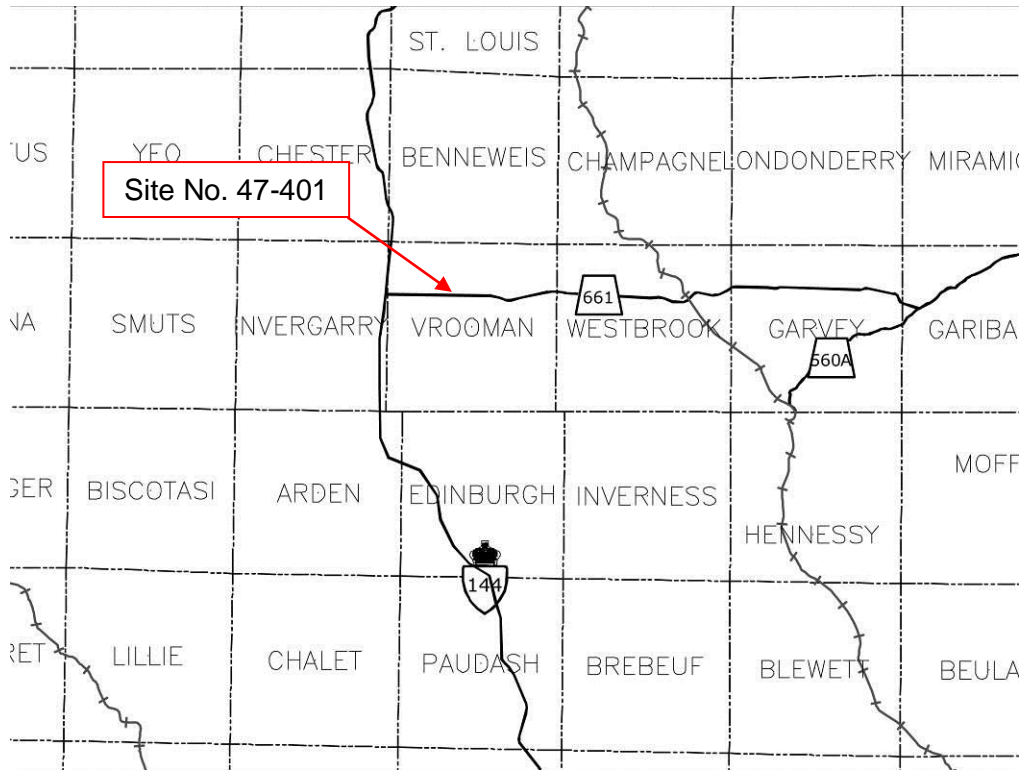 ST. LOUIS
'US
YEO
CHESTER
BENNEWEIS
CHAMPAGNE
LONDONDERRY
MIRAMIC
Site No. 47-401
661
NA
SMUTS
NVERGARRY
VROOMAN
WESTBROOK
GARVEY
GARIBA
560A
GER
BISCOTASI
ARDEN
EDINBURGH
INVERNESS
MOFF
HENNESSY
144
RET
LILLIE
CHALET
PAUDASH
BREBEUF
BLEWETT
BEULA